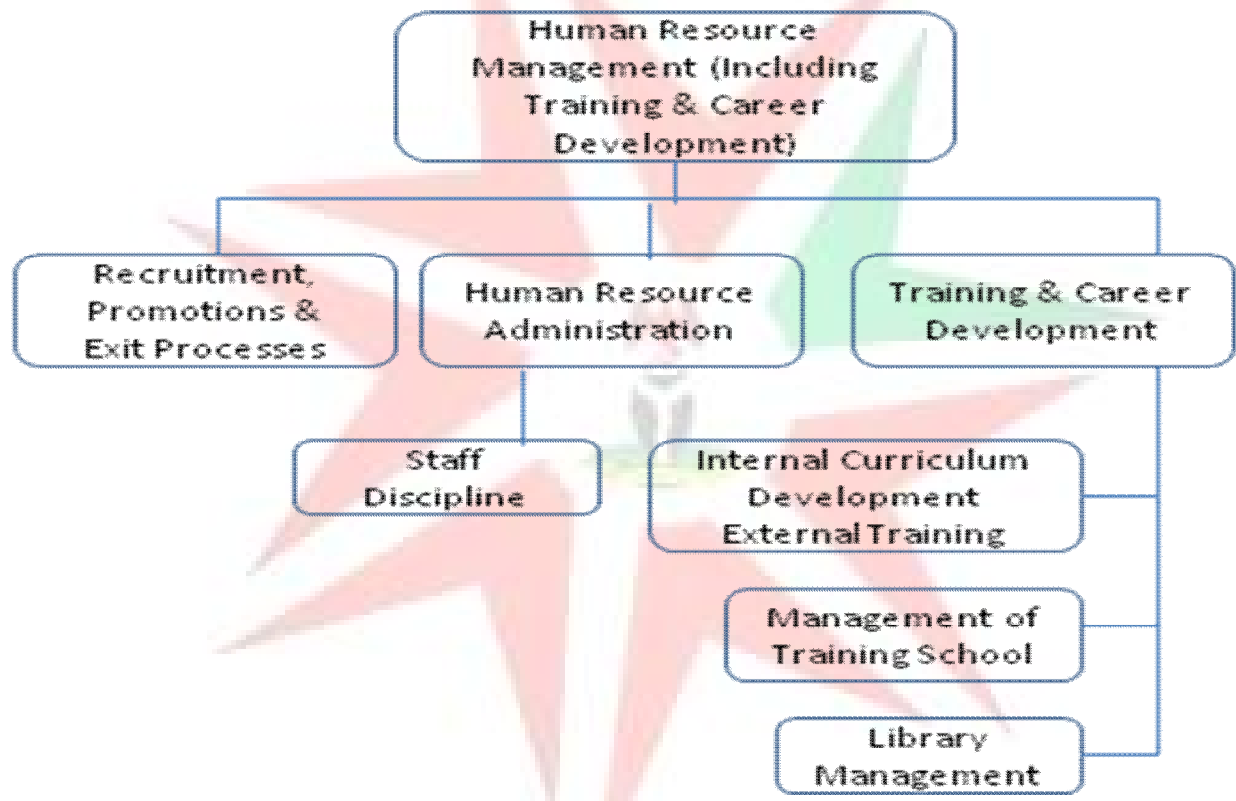 Human Resource
Management (Including
Training & Career
Development)
Recruitment,
Promotions &
Exit Processes
Human Resource
Administration
Training & Career
Development
Staff
Discipline
Internal Curriculum
Development
External Training
Management of
Training School
Library
Management